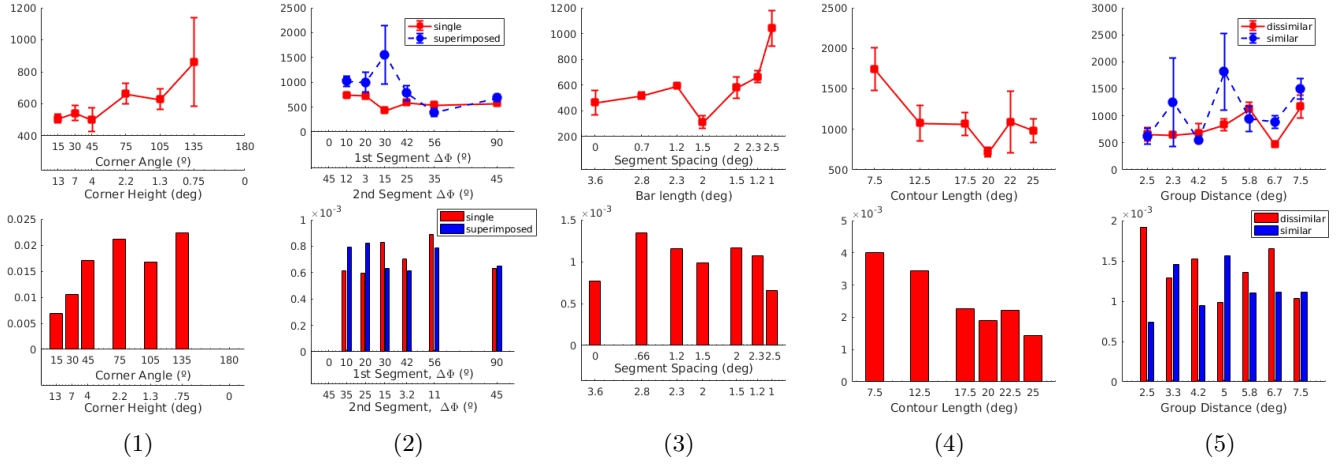 1200
1000
800
600
400
15 30 45 75 105 135 180
Corner Angle (º)
13 7 4 2.2 1.3 0.75 0
Corner Height (deg)
2500
2000
1500
1000
500
0
single
superimposed
0 10 20 30 42 56 90
1st Segment ΔΦ (º)
45 12 3 15 25 35 45
2nd Segment ΔΦ (º)
1200
1000
800
600
400
200
0 0.7 1.2 1.5 2 2.3 2.5
Segment Spacing (deg)
3.6 2.8 2.3 2 1.5 1.2 1
Bar length (deg)
2500
2000
1500
1000
500
7.5 12.5 17.5 20 22 25
Contour Length (deg)
3000
2500
2000
1500
1000
500
0
dissimilar
similar
2.5 2.3 4.2 5 5.8 6.7 7.5
Group Distance (deg)
0.025
0.02
0.015
0.01
0.005
0
15 30 45 75 105 135 180
Corner Angle (º)
13 7 4 2.2 1.3 .75 0
Corner Height (deg)
×10⁻³
1
0.8
0.6
0.4
0.2
0
single
superimposed
0 10 20 30 42 56 90
1st Segment, ΔΦ (º)
45 35 25 15 3.2 11 45
2nd Segment, ΔΦ (º)
×10⁻³
1.5
1
0.5
0
0 .66 1.2 1.5 2 2.3 2.5
Segment Spacing (deg)
3.6 2.8 2.3 2 1.5 1.2 1
×10⁻³
5
4
3
2
1
0
7.5 12.5 17.5 20 22.5 25
Contour Length (deg)
×10⁻³
2
1.5
1
0.5
0
dissimilar
similar
2.5 3.3 4.2 5 5.8 6.7 7.5
Group Distance (deg)
(1) (2) (3) (4) (5)